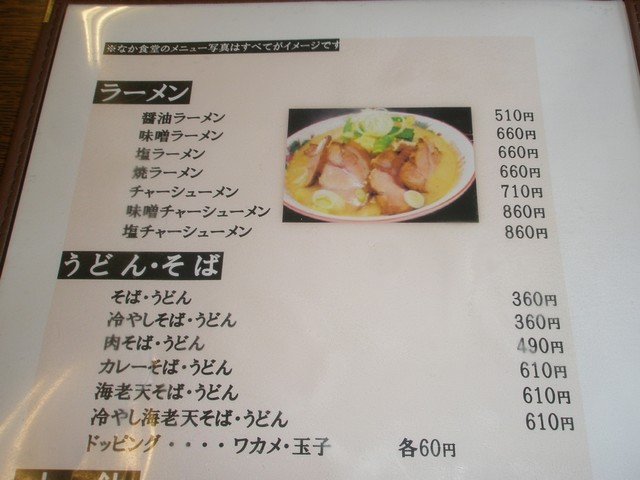 ※なか食堂のメニュー写真はすべてがイメージです
ラーメン
醤油ラーメン 510円
味噌ラーメン 660円
塩ラーメン 660円
焼ラーメン 660円
チャーシューメン 710円
味噌チャーシューメン 860円
塩チャーシューメン 860円
うどん・そば
そば・うどん 360円
冷やしそば・うどん 360円
肉そば・うどん 490円
カレーそば・うどん 610円
海老天そば・うどん 610円
冷やし海老天そば・うどん 610円
ドッピング・・・・ワカメ・玉子 各60円